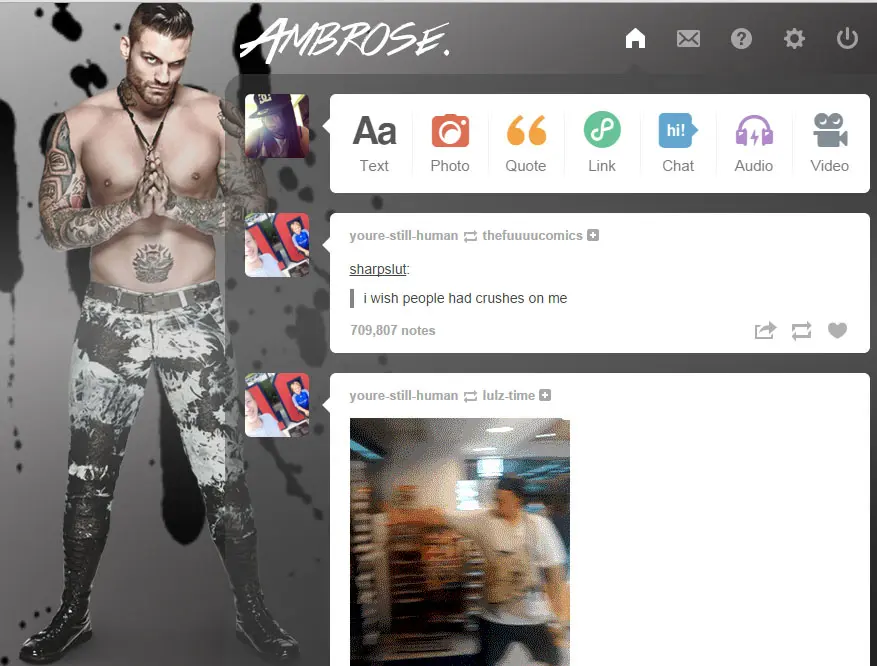 AMBROSE.
Aa
hi!
Text
Photo
Quote
Link
Chat
Audio
Video
youre-still-human thefuuuucomics
sharpslut:
i wish people had crushes on me
709,807 notes
youre-still-human lulz-time